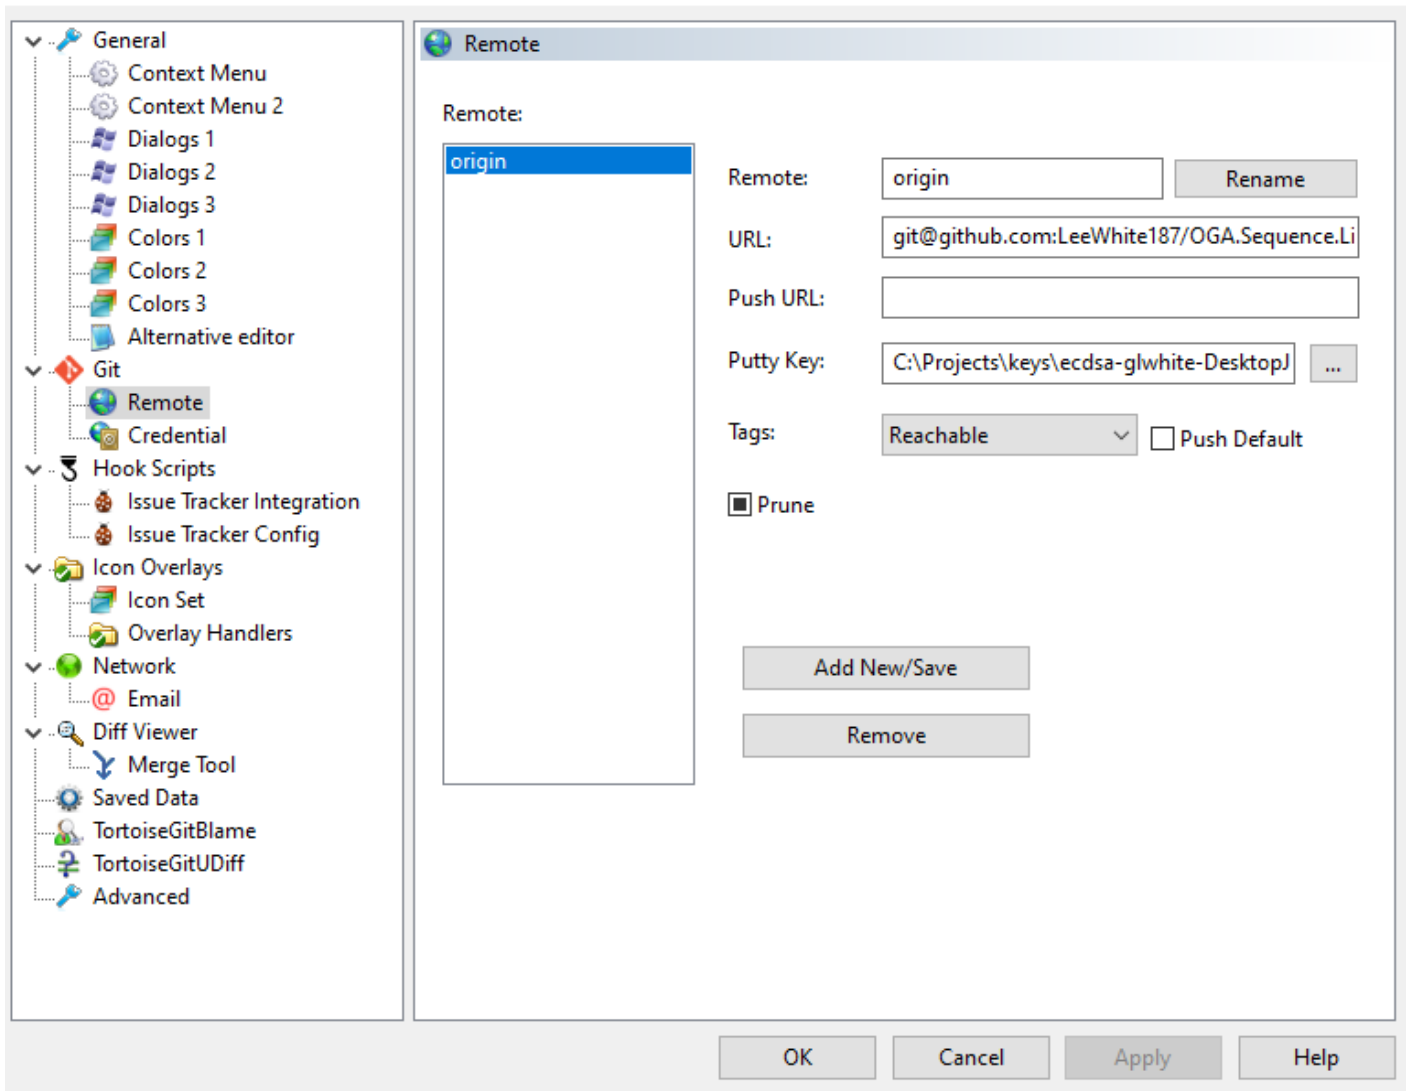 General
Context Menu
Context Menu 2
Dialogs 1
Dialogs 2
Dialogs 3
Colors 1
Colors 2
Colors 3
Alternative editor
Git
Remote
Credential
Hook Scripts
Issue Tracker Integration
Issue Tracker Config
Icon Overlays
Icon Set
Overlay Handlers
Network
Email
Diff Viewer
Merge Tool
Saved Data
TortoiseGitBlame
TortoiseGitUDiff
Advanced
Remote
Remote:
origin
Remote: origin Rename
URL: git@github.com:LeeWhite187/OGA.Sequence.Li
Push URL:
Putty Key: C:\Projects\keys\ecdsa-glwhite-DesktopJ ...
Tags: Reachable Push Default
Prune
Add New/Save
Remove
OK Cancel Apply Help